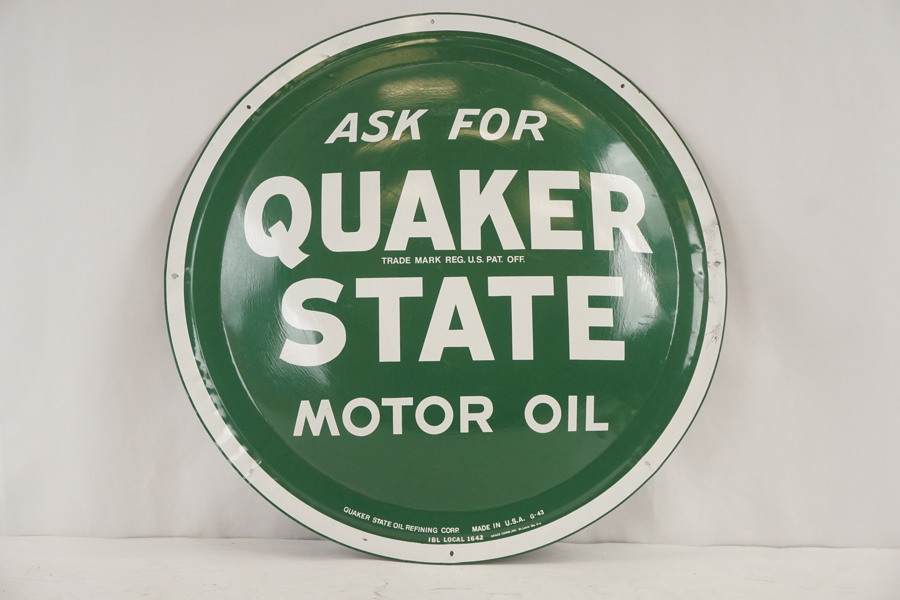 ASK FOR
QUAKER
TRADE MARK REG. U.S. PAT. OFF.
STATE
MOTOR OIL
QUAKER STATE OIL REFINING CORP. MADE IN U.S.A. G-43
IBL LOCAL 1642